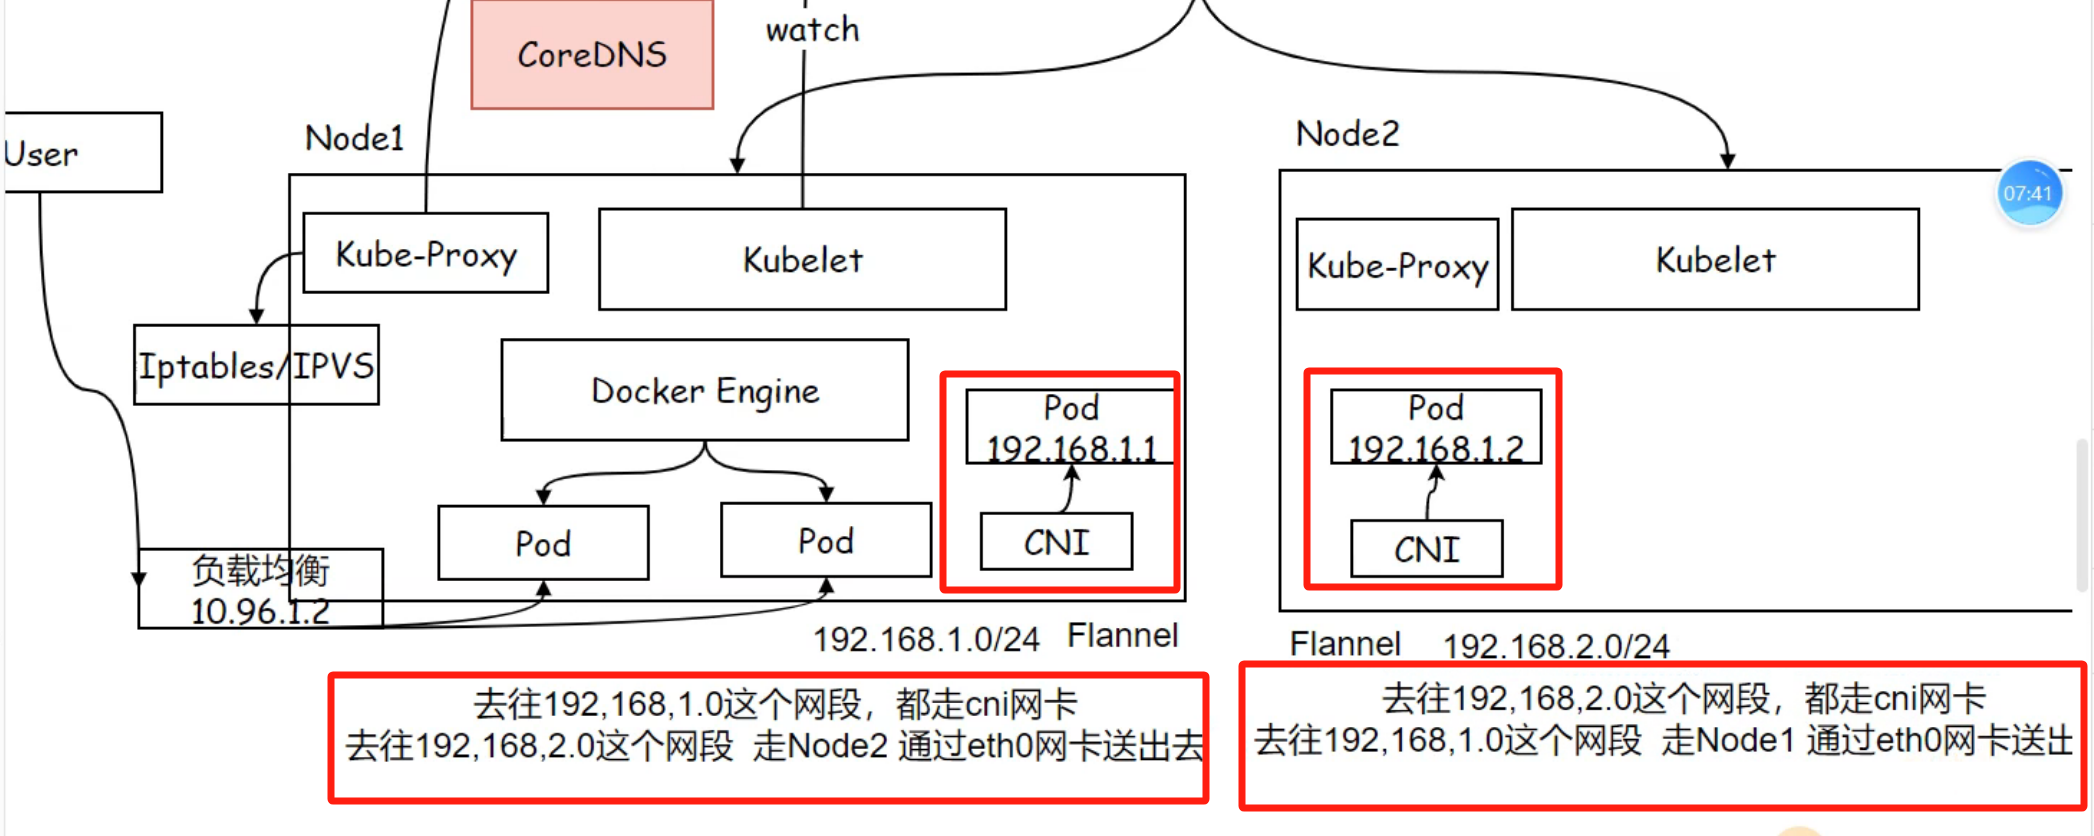 CoreDNS
watch
User
Node1
Node2
07:41
Kube-Proxy
Kubelet
Kube-Proxy
Kubelet
Iptables/IPVS
Docker Engine
Pod
192.168.1.1
Pod
192.168.1.2
Pod
Pod
CNI
CNI
负载均衡
10.96.1.2
192.168.1.0/24 Flannel
Flannel 192.168.2.0/24
去往192,168,1.0这个网段，都走cni网卡
去往192,168,2.0这个网段 走Node2 通过eth0网卡送出去
去往192,168,2.0这个网段，都走cni网卡
去往192,168,1.0这个网段 走Node1 通过eth0网卡送出